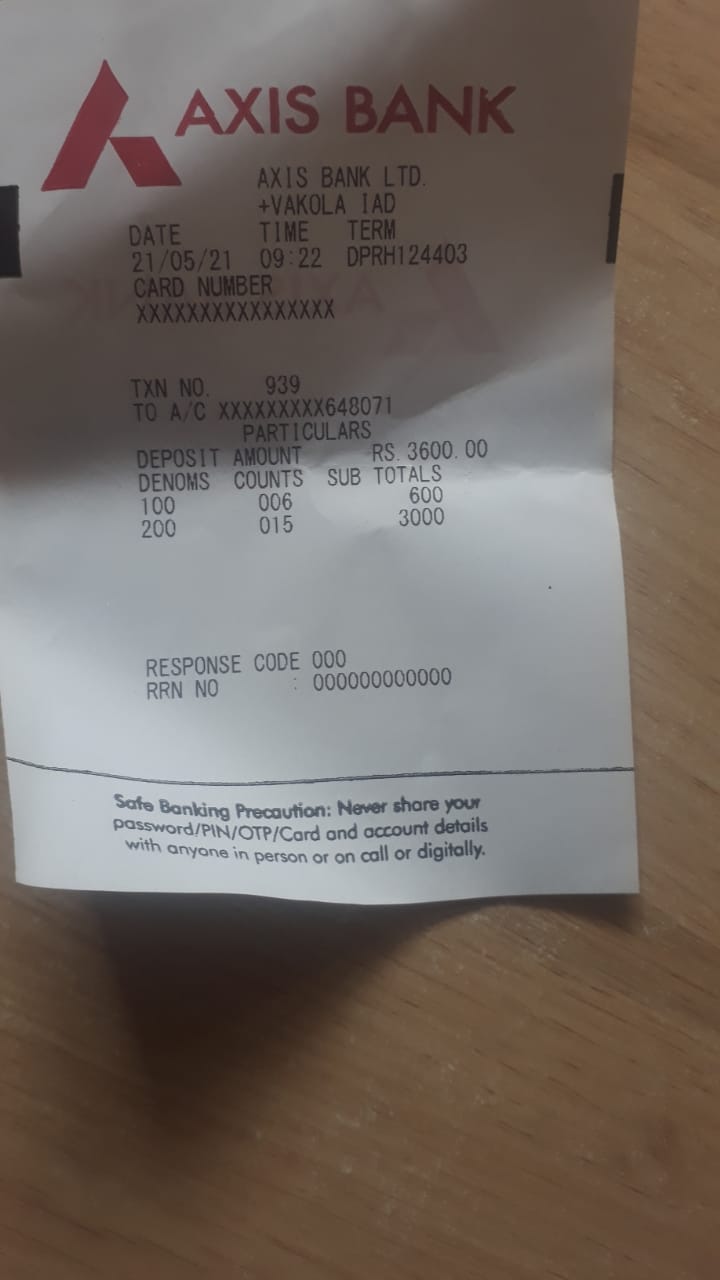 AXIS BANK
AXIS BANK LTD.
+VAKOLA IAD
DATE TIME TERM
21/05/21 09:22 DPRH124403
CARD NUMBER
XXXXXXXXXXXXXXXX
TXN NO. 939
TO A/C XXXXXXXXX648071
PARTICULARS
DEPOSIT AMOUNT RS.3600.00
DENOMS COUNTS SUB TOTALS
100 006 600
200 015 3000
RESPONSE CODE 000
RRN NO : 000000000000
Safe Banking Precaution: Never share your
password/PIN/OTP/Card and account details
with anyone in person or on call or digitally.